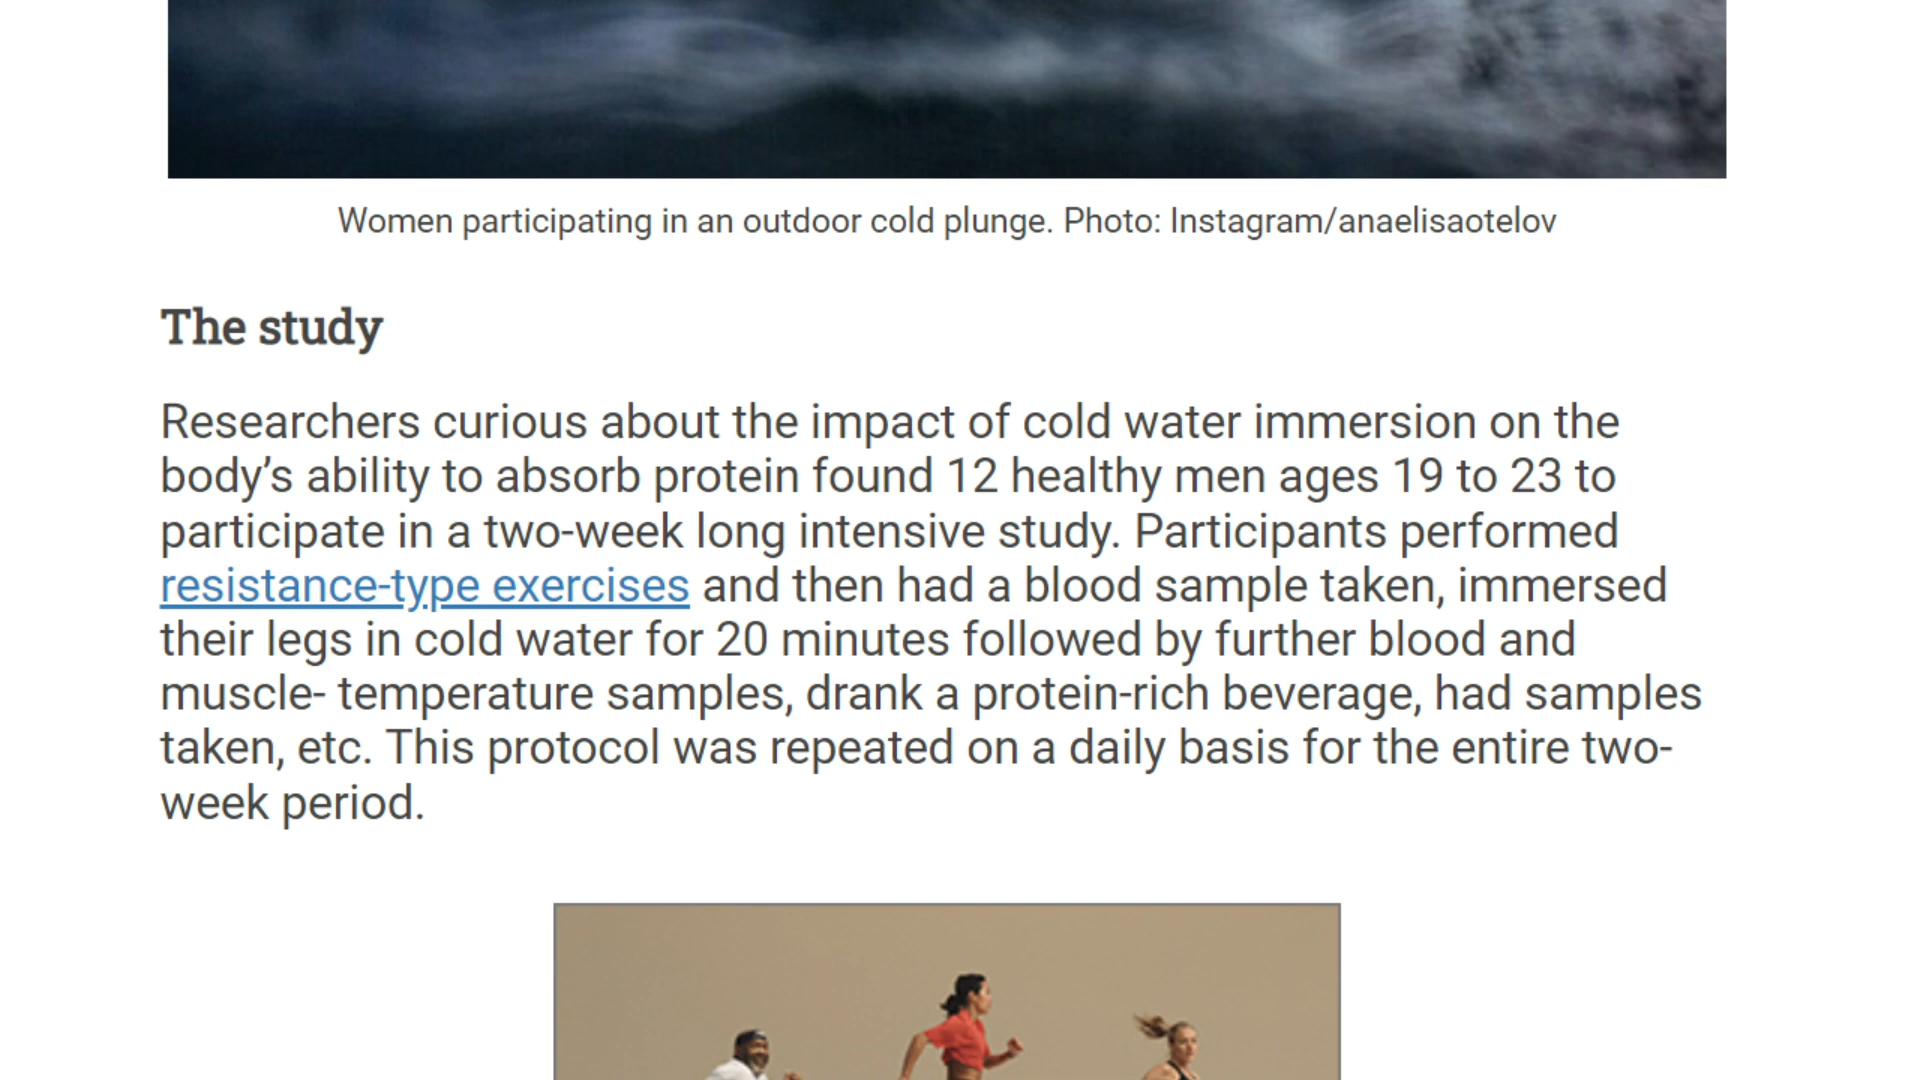 Women participating in an outdoor cold plunge. Photo: Instagram/anaelisaotelov
The study
Researchers curious about the impact of cold water immersion on the
body’s ability to absorb protein found 12 healthy men ages 19 to 23 to
participate in a two-week long intensive study. Participants performed
resistance-type exercises and then had a blood sample taken, immersed
their legs in cold water for 20 minutes followed by further blood and
muscle- temperature samples, drank a protein-rich beverage, had samples
taken, etc. This protocol was repeated on a daily basis for the entire two-
week period.